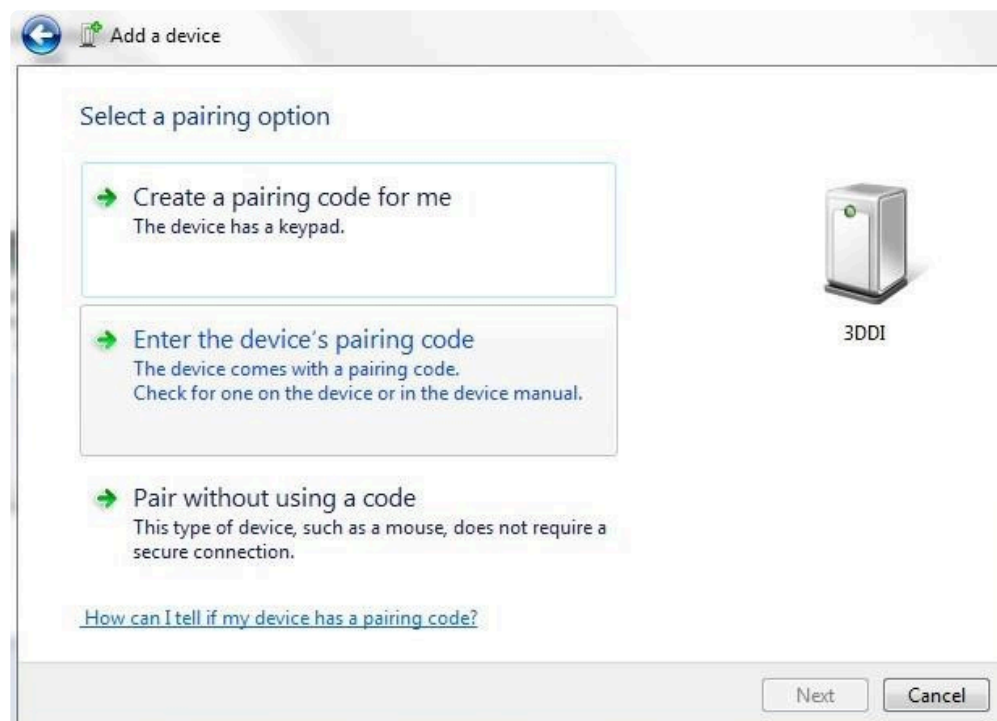 Add a device
Select a pairing option
Create a pairing code for me
The device has a keypad.
Enter the device's pairing code
The device comes with a pairing code.
Check for one on the device or in the device manual.
3DDI
Pair without using a code
This type of device, such as a mouse, does not require a
secure connection.
How can I tell if my device has a pairing code?
Next
Cancel